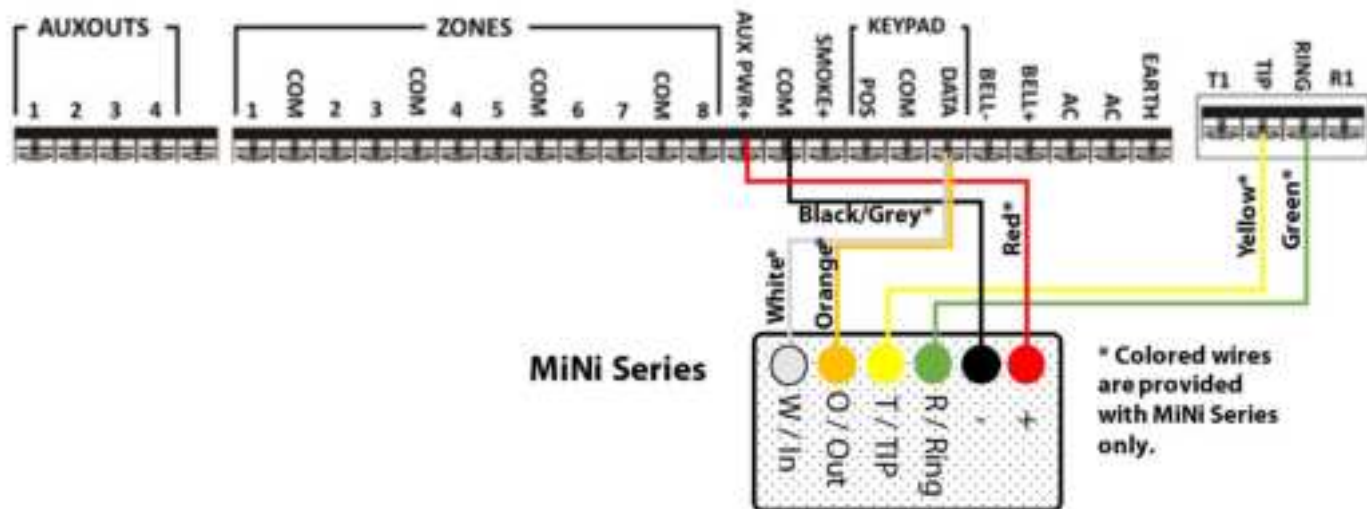 AUXOUTS
1 2 3 4
ZONES
1 COM 2 3 COM 4 5 COM 6 7 COM 8
AUX PWR+
COM
SMOKE+
KEYPAD
POS
COM
DATA
BELL-
BELL+
AC
AC
EARTH
T1
TIP
RING
R1
Black/Grey*
Red*
Yellow*
Green*
White*
Orange*
MiNi Series
W / In
O / Out
T / TIP
R / Ring
-
+
* Colored wires
are provided
with MiNi Series
only.